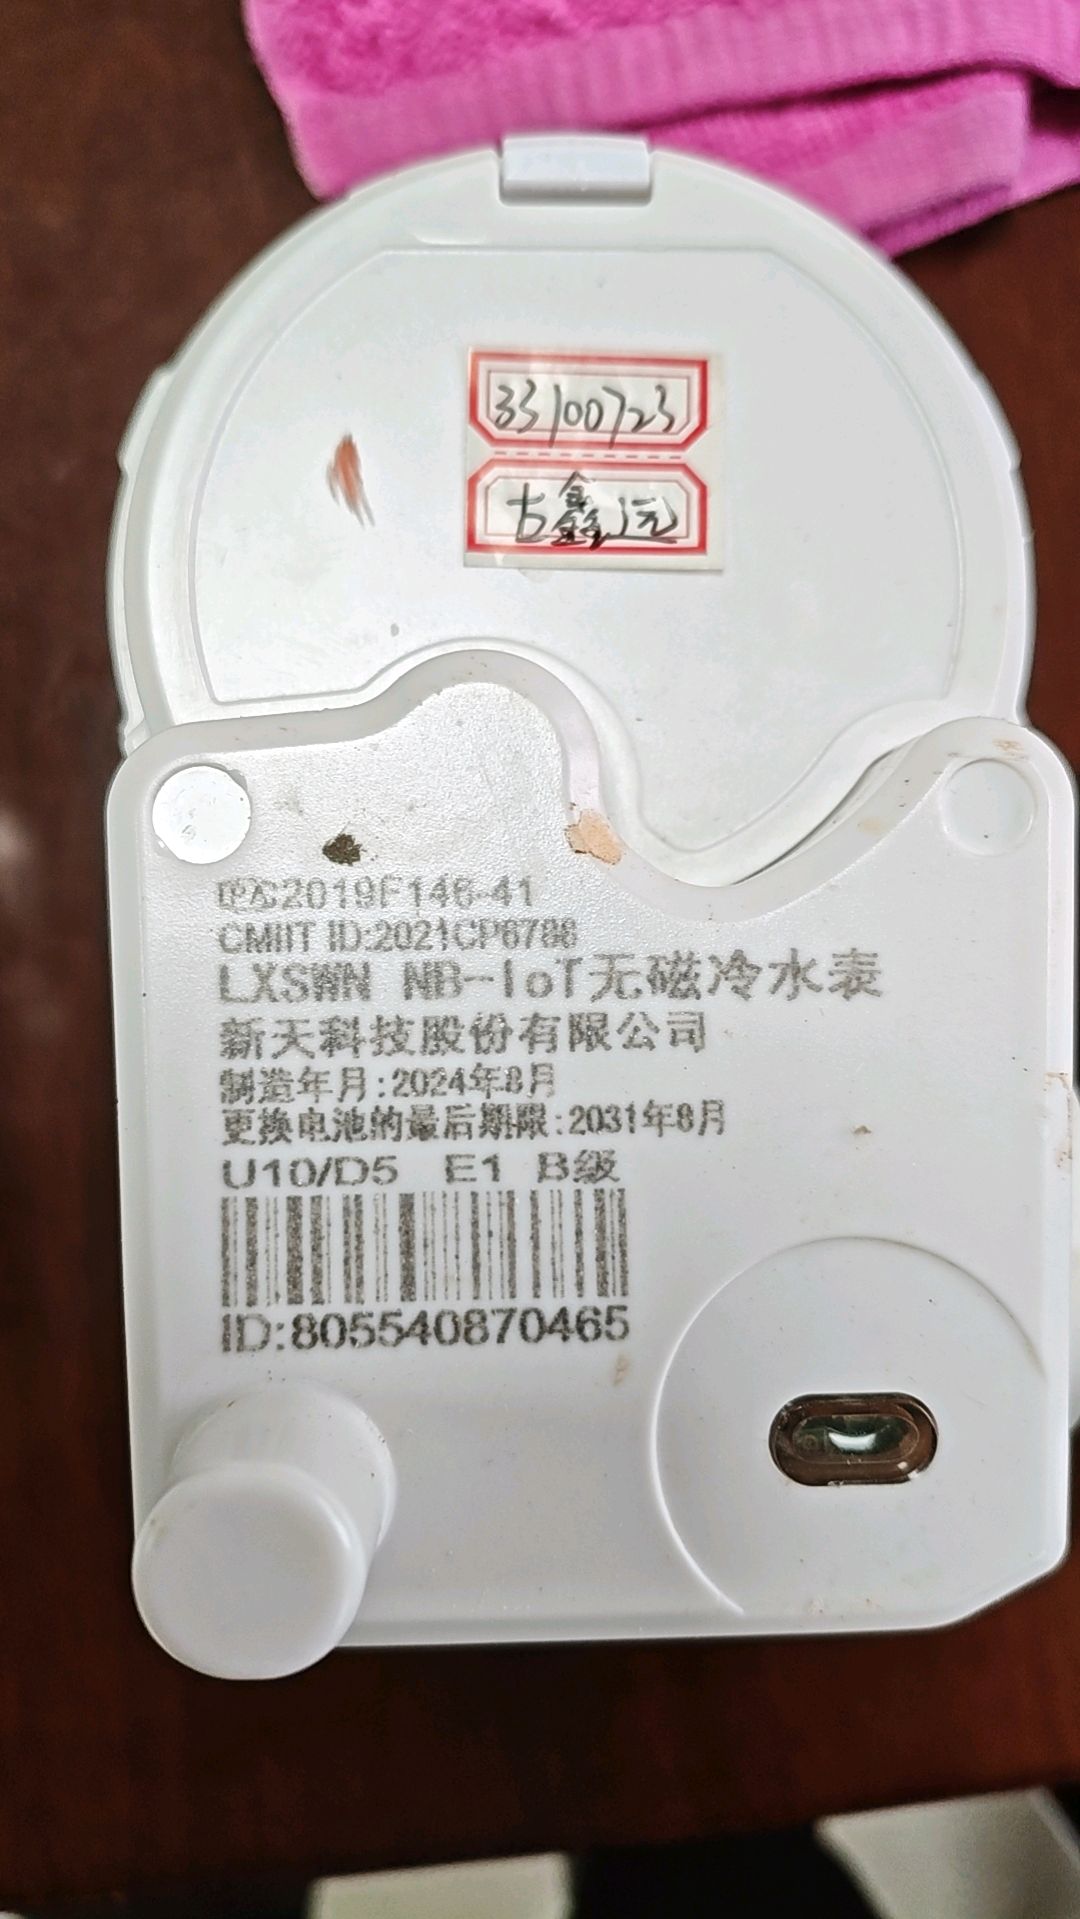 33100723
古鑫远
2019F146-41
CMIIT ID:2021CP6786
LXSWN NB-IoT无磁冷水表
新天科技股份有限公司
制造年月:2024年8月
更换电池的最后期限:2031年8月
U10/D5 E1 B级
ID:805540870465